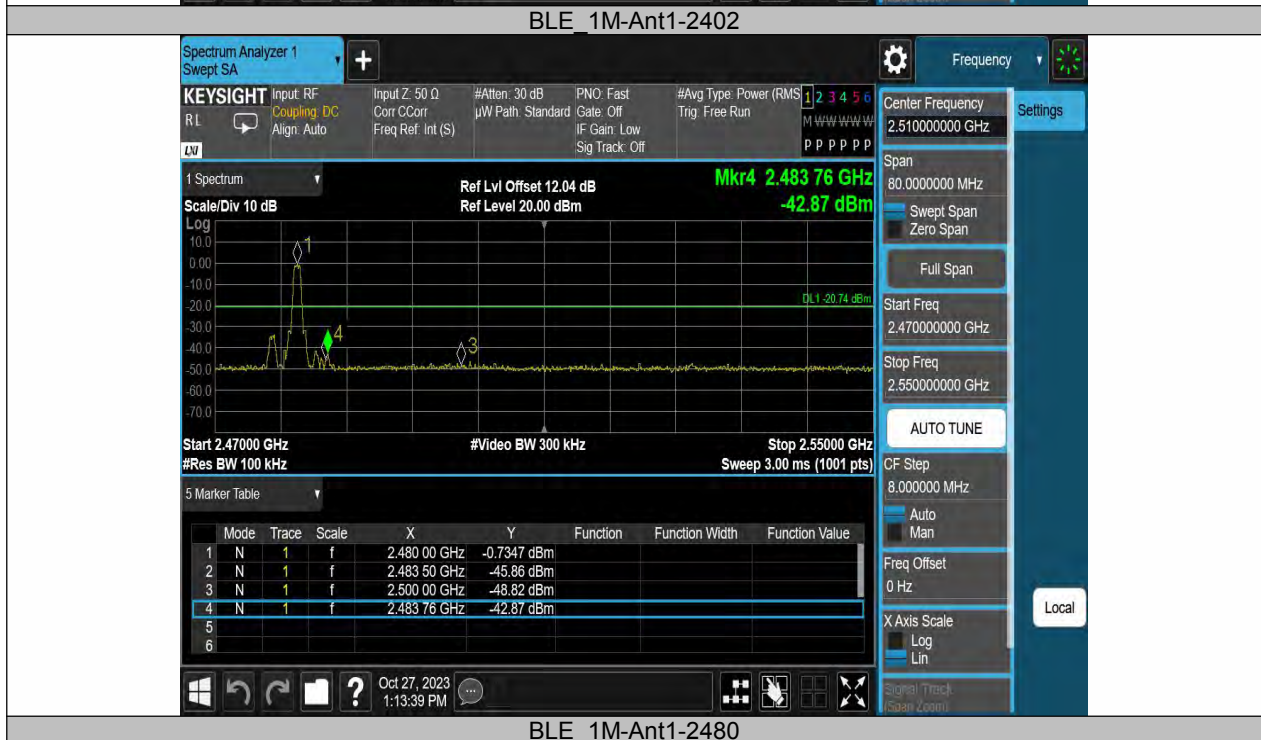 BLE_1M-Ant1-2402
Spectrum Analyzer 1
Swept SA
+
Frequency
KEYSIGHT
RL
LXI
Input: RF
Coupling: DC
Align: Auto
Input Z: 50 Ω
Corr CCorr
Freq Ref: Int (S)
#Atten: 30 dB
µW Path: Standard
PNO: Fast
Gate: Off
IF Gain: Low
Sig Track: Off
#Avg Type: Power (RMS
Trig: Free Run
1 2 3 4 5 6
M W W W W W
P P P P P P
1 Spectrum
Scale/Div 10 dB
Ref Lvl Offset 12.04 dB
Ref Level 20.00 dBm
Mkr4 2.483 76 GHz
-42.87 dBm
Log
10.0
0.00
-10.0
-20.0
-30.0
-40.0
-50.0
-60.0
-70.0
1
4
3
DL1 -20.74 dBm
Start 2.47000 GHz
#Res BW 100 kHz
#Video BW 300 kHz
Stop 2.55000 GHz
Sweep 3.00 ms (1001 pts)
5 Marker Table
Mode Trace Scale X Y Function Function Width Function Value
1 N 1 f 2.480 00 GHz -0.7347 dBm
2 N 1 f 2.483 50 GHz -45.86 dBm
3 N 1 f 2.500 00 GHz -48.82 dBm
4 N 1 f 2.483 76 GHz -42.87 dBm
5
6
?
Oct 27, 2023
1:13:39 PM
Center Frequency
2.510000000 GHz
Settings
Span
80.0000000 MHz
Swept Span
Zero Span
Full Span
Start Freq
2.470000000 GHz
Stop Freq
2.550000000 GHz
AUTO TUNE
CF Step
8.000000 MHz
Auto
Man
Freq Offset
0 Hz
X Axis Scale
Log
Lin
Signal Track
(Span Zoom)
Local
BLE_1M-Ant1-2480